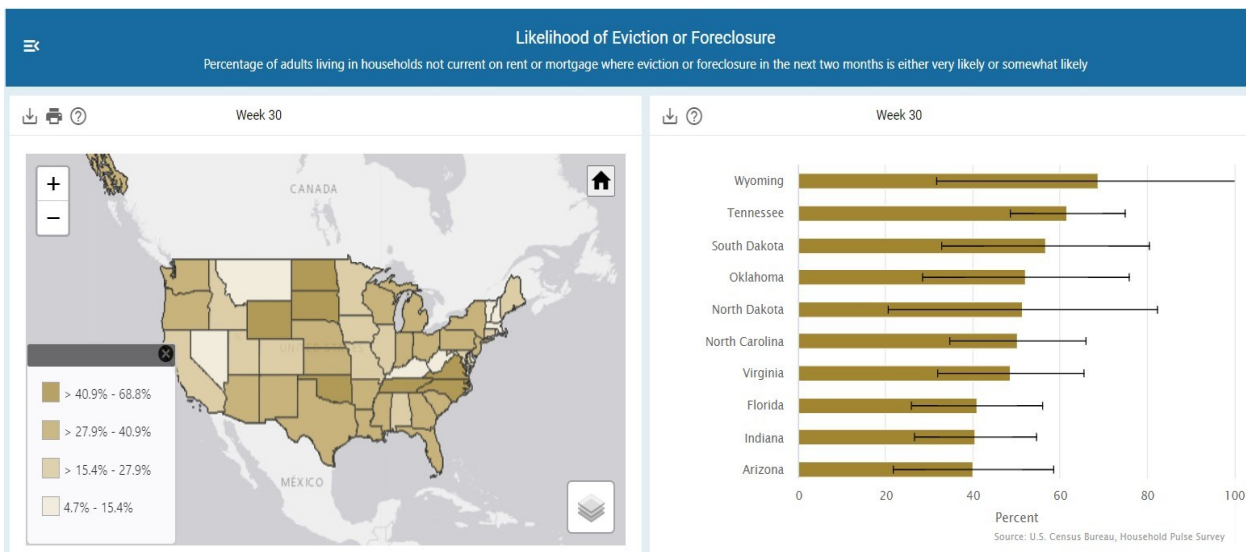 Likelihood of Eviction or Foreclosure
Percentage of adults living in households not current on rent or mortgage where eviction or foreclosure in the next two months is either very likely or somewhat likely
Week 30
+
−
CANADA
UNITED STATES
MÉXICO
> 40.9% - 68.8%
> 27.9% - 40.9%
> 15.4% - 27.9%
4.7% - 15.4%
Week 30
Wyoming
Tennessee
South Dakota
Oklahoma
North Dakota
North Carolina
Virginia
Florida
Indiana
Arizona
0 20 40 60 80 100
Percent
Source: U.S. Census Bureau, Household Pulse Survey